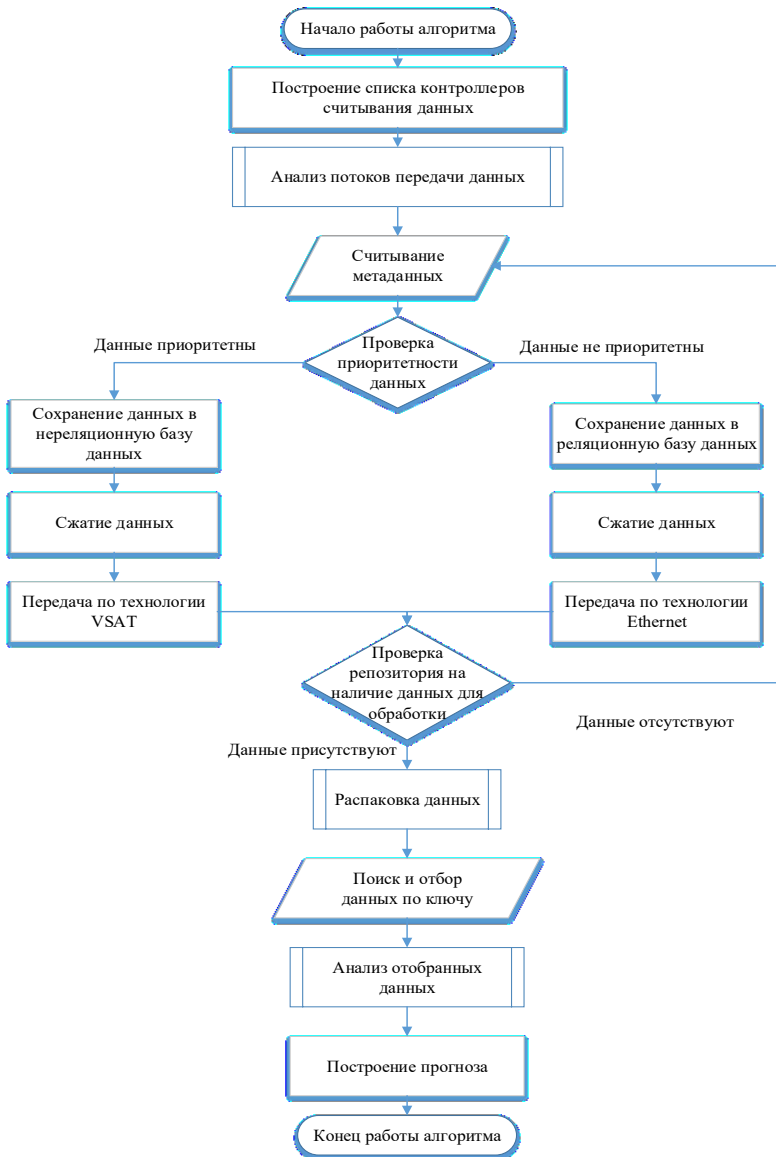 Начало работы алгоритма
Построение списка контроллеров
считывания данных
Анализ потоков передачи данных
Считывание
метаданных
Данные приоритетны
Проверка
приоритетности
данных
Данные не приоритетны
Сохранение данных в
нереляционную базу
данных
Сохранение данных в
реляционную базу данных
Сжатие данных
Сжатие данных
Передача по технологии
VSAT
Передача по технологии
Ethernet
Проверка
репозитория на
наличие данных для
обработки
Данные отсутствуют
Данные присутствуют
Распаковка данных
Поиск и отбор
данных по ключу
Анализ отобранных
данных
Построение прогноза
Конец работы алгоритма